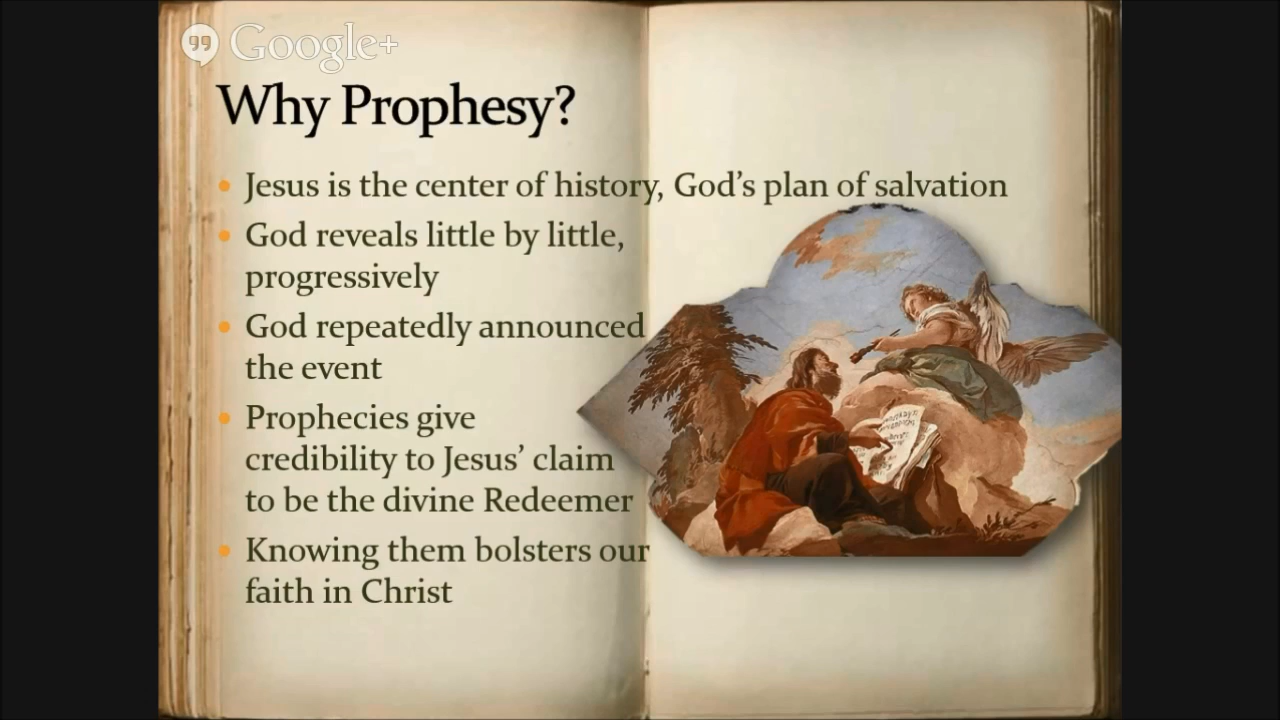 Google+
Why Prophesy?
Jesus is the center of history, God's plan of salvation
God reveals little by little,
progressively
God repeatedly announced
the event
Prophecies give
credibility to Jesus' claim
to be the divine Redeemer
Knowing them bolsters our
faith in Christ